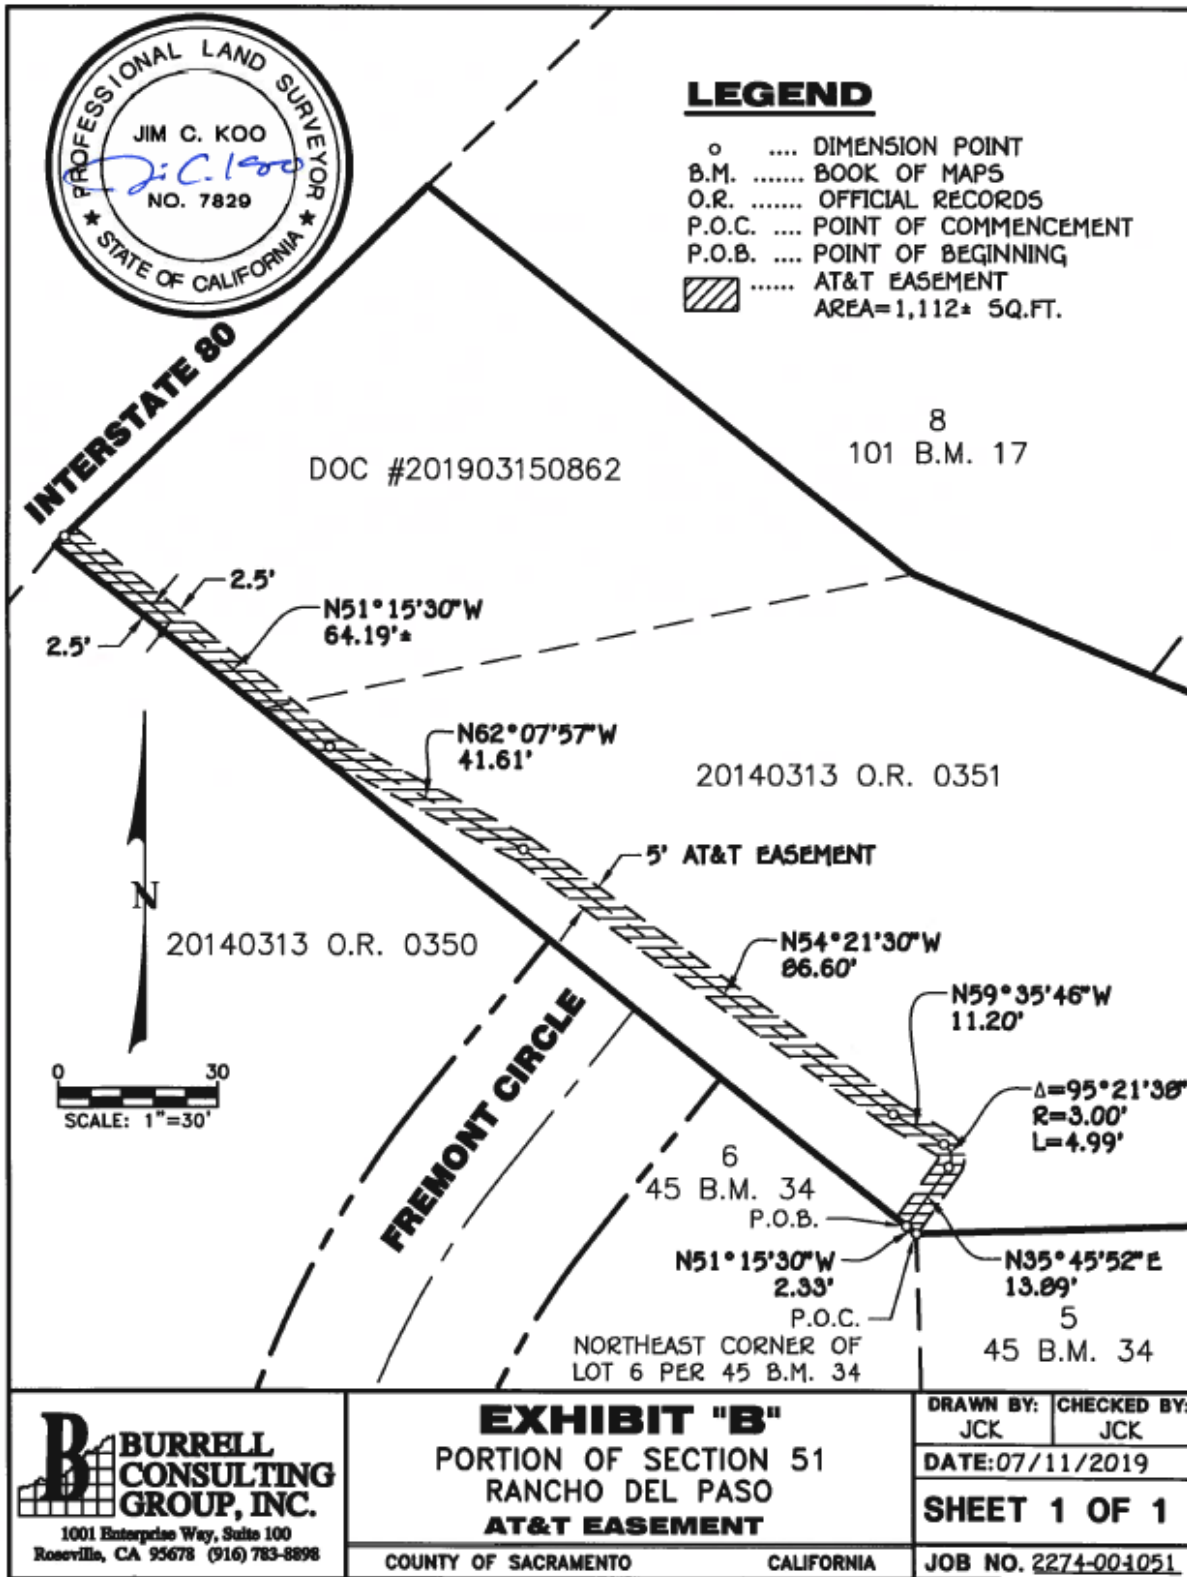 PROFESSIONAL LAND SURVEYOR
JIM C. KOO
NO. 7829
STATE OF CALIFORNIA
LEGEND
.... DIMENSION POINT
B.M. ....... BOOK OF MAPS
O.R. ....... OFFICIAL RECORDS
P.O.C. .... POINT OF COMMENCEMENT
P.O.B. .... POINT OF BEGINNING
...... AT&T EASEMENT
AREA=1,112± SQ.FT.
INTERSTATE 80
DOC #201903150862
8
101 B.M. 17
2.5'
2.5'
N51°15'30"W
64.19'±
N62°07'57"W
41.61'
20140313 O.R. 0351
5' AT&T EASEMENT
N
20140313 O.R. 0350
N54°21'30"W
86.60'
N59°35'46"W
11.20'
0 30
SCALE: 1"=30'
FREMONT CIRCLE
Δ=95°21'38"
R=3.00'
L=4.99'
6
45 B.M. 34
P.O.B.
N51°15'30"W
2.33'
P.O.C.
N35°45'52"E
13.89'
NORTHEAST CORNER OF
LOT 6 PER 45 B.M. 34
5
45 B.M. 34
B BURRELL
CONSULTING
GROUP, INC.
1001 Enterprise Way, Suite 100
Roseville, CA 95678 (916) 783-8898
EXHIBIT "B"
PORTION OF SECTION 51
RANCHO DEL PASO
AT&T EASEMENT
COUNTY OF SACRAMENTO CALIFORNIA
DRAWN BY: JCK
CHECKED BY: JCK
DATE:07/11/2019
SHEET 1 OF 1
JOB NO. 2274-004051